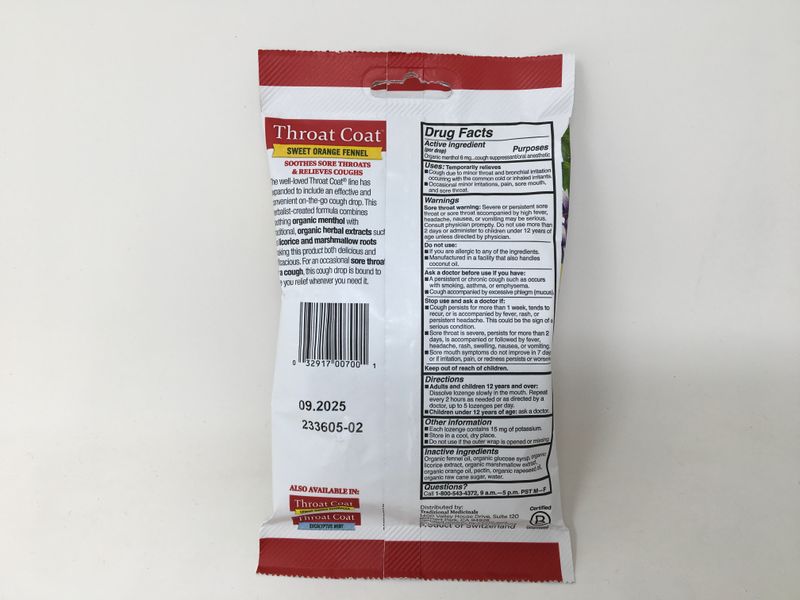 Throat Coat
SWEET ORANGE FENNEL
SOOTHES SORE THROATS
& RELIEVES COUGHS
he well-loved Throat Coat® line has
panded to include an effective and
nvenient on-the-go cough drop. This
rbalist-created formula combines
othing organic menthol with
ditional, organic herbal extracts such
licorice and marshmallow roots
king this product both delicious and
icacious. For an occasional sore throat
a cough, this cough drop is bound to
you relief wherever you need it.
0 32917 00700 1
09.2025
233605-02
ALSO AVAILABLE IN:
Throat Coat
Throat Coat
EUCALYPTUS MINT
Drug Facts
Active ingredient
(per drop) Purposes
Organic menthol 6 mg...cough suppressant/oral anesthetic
Uses: Temporarily relieves
■ Cough due to minor throat and bronchial irritation
occurring with the common cold or inhaled irritants.
■ Occasional minor irritations, pain, sore mouth,
and sore throat.
Warnings
Sore throat warning: Severe or persistent sore
throat or sore throat accompanied by high fever,
headache, nausea, or vomiting may be serious.
Consult physician promptly. Do not use more than
2 days or administer to children under 12 years of
age unless directed by physician.
Do not use:
■ If you are allergic to any of the ingredients.
■ Manufactured in a facility that also handles
coconut oil.
Ask a doctor before use if you have:
■ A persistent or chronic cough such as occurs
with smoking, asthma, or emphysema.
■ Cough accompanied by excessive phlegm (mucus).
Stop use and ask a doctor if:
■ Cough persists for more than 1 week, tends to
recur, or is accompanied by fever, rash, or
persistent headache. This could be the sign of a
serious condition.
■ Sore throat is severe, persists for more than 2
days, is accompanied or followed by fever,
headache, rash, swelling, nausea, or vomiting.
■ Sore mouth symptoms do not improve in 7 day
or if irritation, pain, or redness persists or worsen
Keep out of reach of children.
Directions
■ Adults and children 12 years and over:
Dissolve lozenge slowly in the mouth. Repeat
every 2 hours as needed or as directed by a
doctor, up to 5 lozenges per day.
■ Children under 12 years of age: ask a doctor.
Other information
■ Each lozenge contains 15 mg of potassium.
■ Store in a cool, dry place.
■ Do not use if the outer wrap is opened or missing
Inactive ingredients
Organic fennel oil, organic glucose syrup, organic
licorice extract, organic marshmallow extract,
organic orange oil, pectin, organic rapeseed oil,
organic raw cane sugar, water.
Questions?
Call 1-800-543-4372, 9 a.m.—5 p.m. PST M—F
Distributed by:
Traditional Medicinals
Valley House Drive, Suite 120
Park, CA
Product of Switzerland
Certified
B